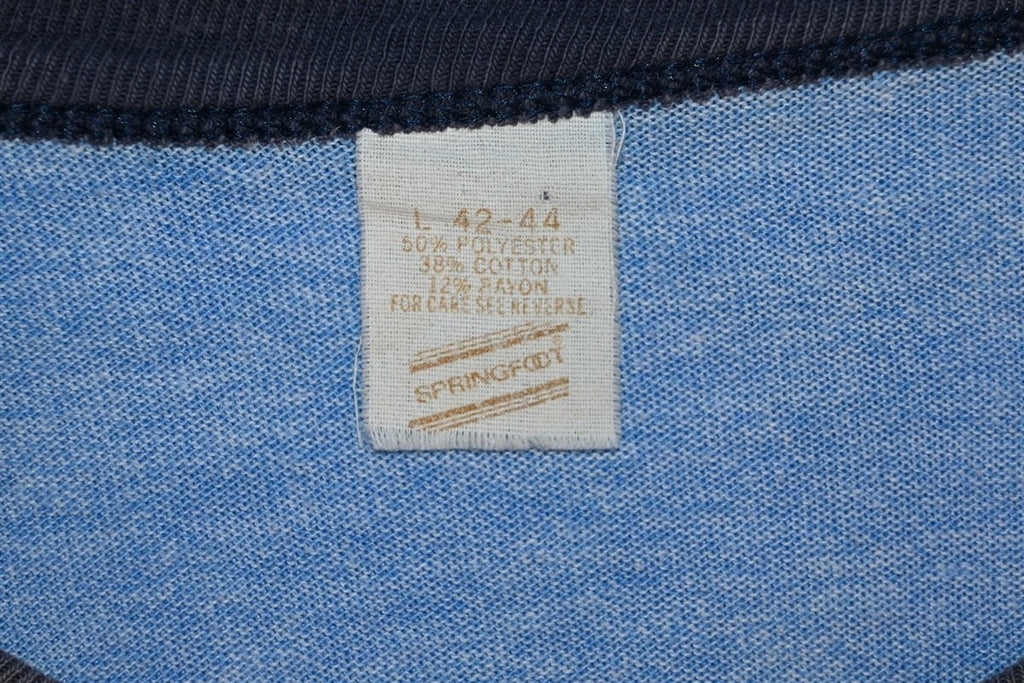 L 42-44
50% POLYESTER
38% COTTON
12% RAYON
FOR CARE SEE REVERSE
SPRINGFOOT®